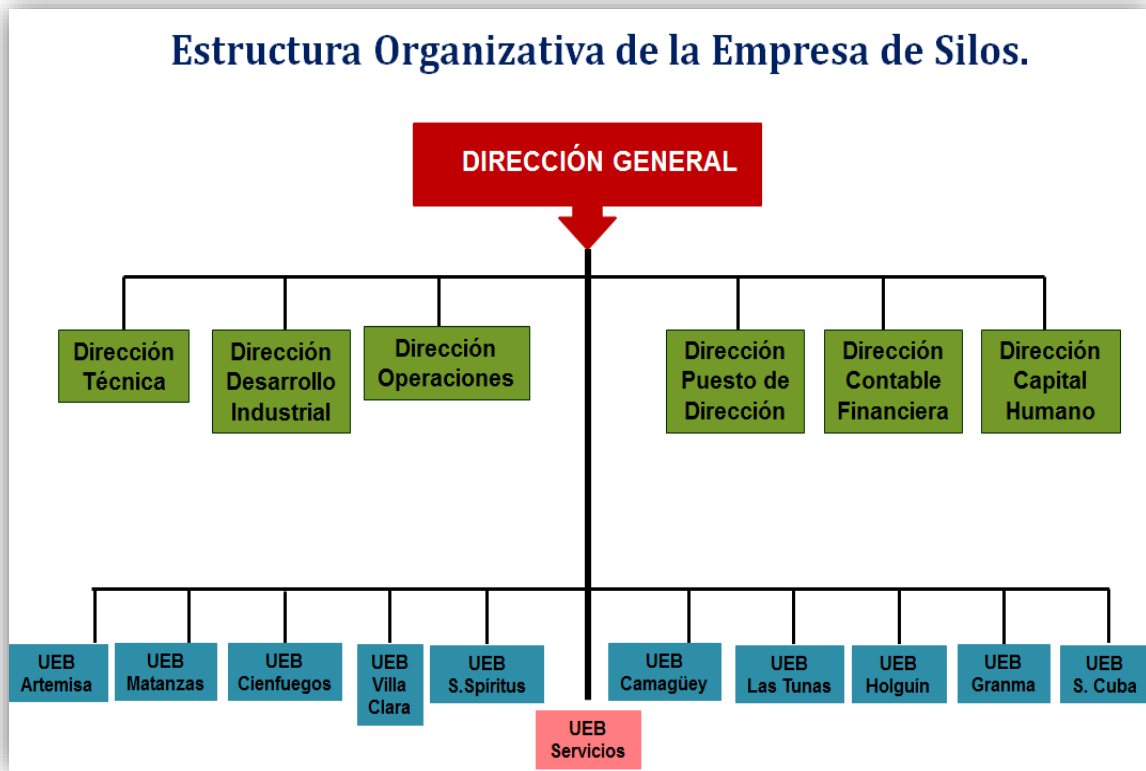 Estructura Organizativa de la Empresa de Silos.
DIRECCIÓN GENERAL
Dirección
Técnica
Dirección
Desarrollo
Industrial
Dirección
Operaciones
Dirección
Puesto de
Dirección
Dirección
Contable
Financiera
Dirección
Capital
Humano
UEB
Artemisa
UEB
Matanzas
UEB
Cienfuegos
UEB
Villa
Clara
UEB
S.Spíritus
UEB
Camagüey
UEB
Las Tunas
UEB
Holguín
UEB
Granma
UEB
S. Cuba
UEB
Servicios